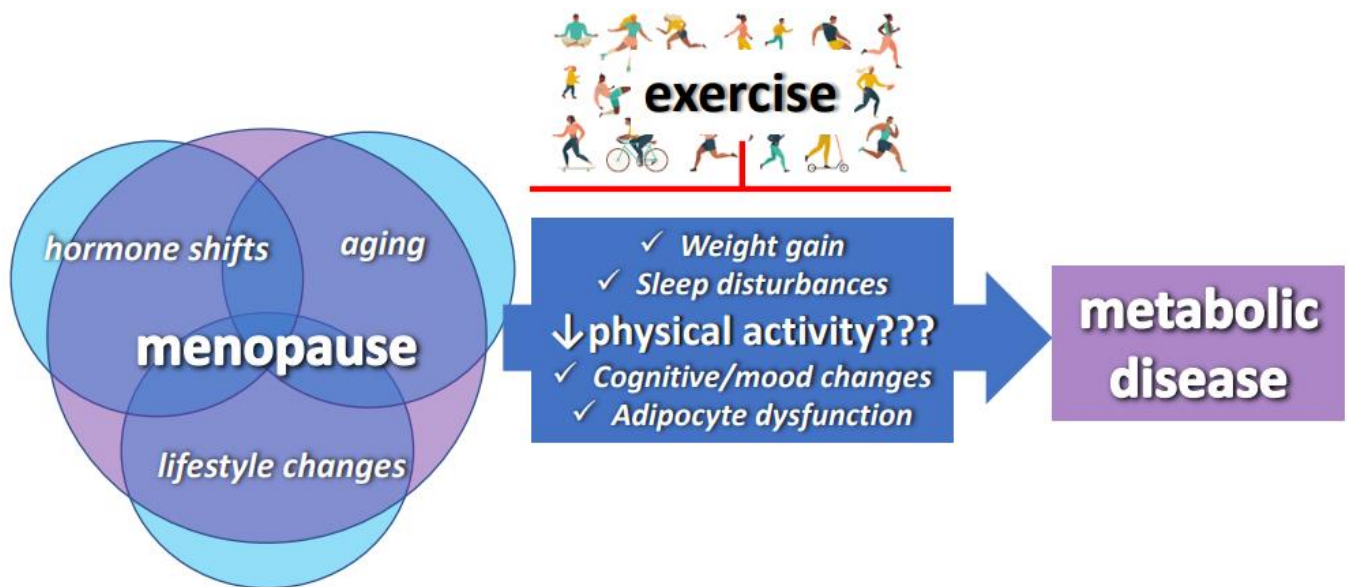 exercise
hormone shifts
aging
menopause
lifestyle changes
✓ Weight gain
✓ Sleep disturbances
↓physical activity???
✓ Cognitive/mood changes
✓ Adipocyte dysfunction
metabolic
disease